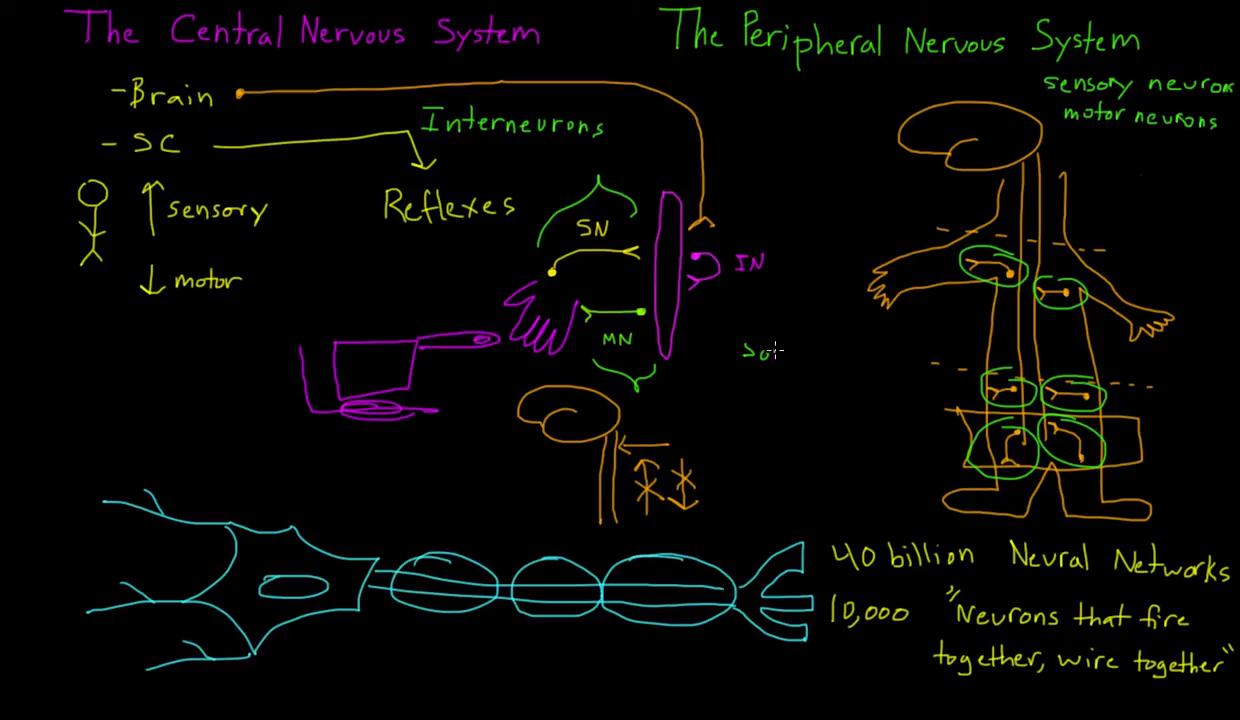 The Central Nervous System
The Peripheral Nervous System
sensory neurons
motor neurons
-Brain
Interneurons
- SC
Reflexes
sensory
motor
SN
IN
MN
so
40 billion Neural Networks
10,000 "Neurons that fire
together, wire together"